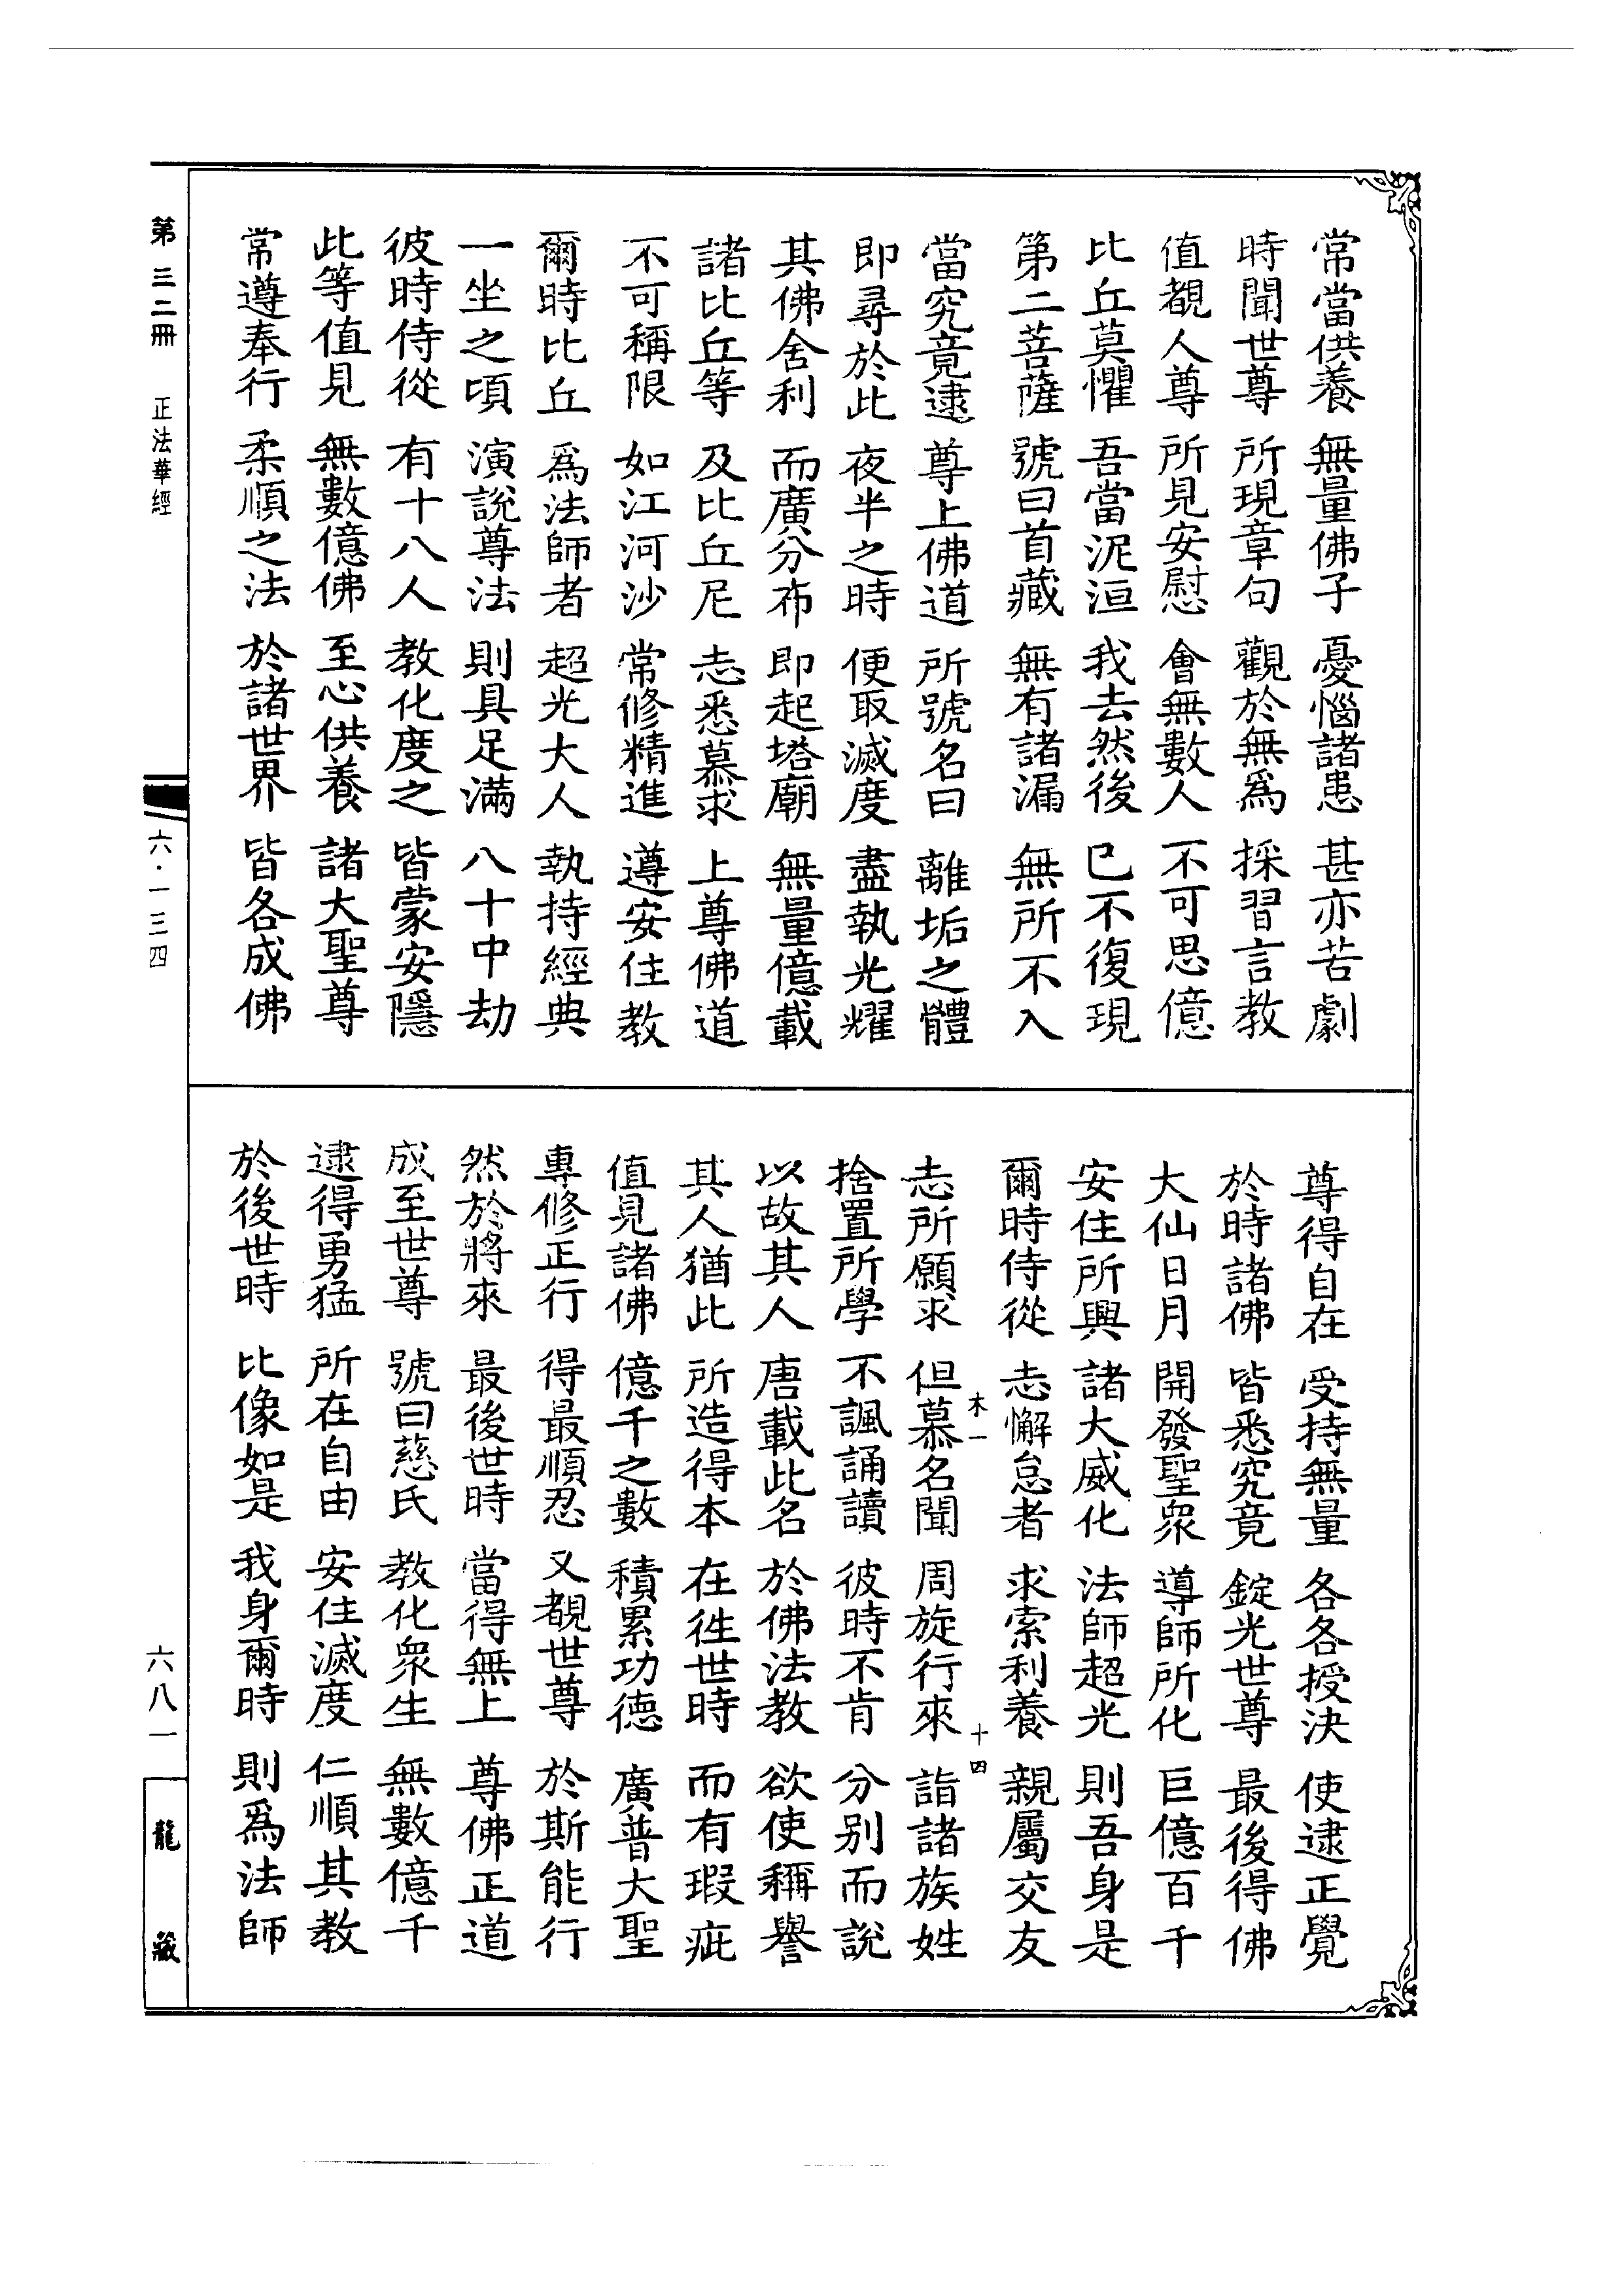 常當供養　無量佛子　憂惱諸患　甚亦苦劇
時聞世尊　所現章句　觀於無為　採習言教
值覩人尊　所見安慰　會無數人　不可思億
比丘莫懼　吾當泥洹　我去然後　已不復現
第二菩薩　號曰首藏　無有諸漏　無所不入
當究竟逮　尊上佛道　所號名曰　離垢之體
即尋於此　夜半之時　便取滅度　盡執光耀
其佛舍利　而廣分布　即起塔廟　無量億載
諸比丘等　及比丘尼　志悉慕求　上尊佛道
不可稱限　如江河沙　常修精進　遵安住教
爾時比丘　為法師者　超光大人　執持經典
一坐之頃　演說尊法　則具足滿　八十中劫
彼時侍從　有十八人　教化度之　皆蒙安隱
此等值見　無數億佛　至心供養　諸大聖尊
常遵奉行　柔順之法　於諸世界　皆各成佛
尊得自在　受持無量　各各授決　使逮正覺
於時諸佛　皆悉究竟　錠光世尊　最後得佛
大仙日月　開發聖眾　導師所化　巨億百千
安住所興　諸大威化　法師超光　則吾身是
爾時侍從　志懈怠者　求索利養　親屬交友
木一　十四
志所願求　但慕名聞　周旋行來　詣諸族姓
捨置所學　不諷誦讀　彼時不肯　分別而說
以故其人　唐載此名　於佛法教　欲使稱譽
其人猶此　所造得本　在徃世時　而有瑕疵
值見諸佛　億千之數　積累功德　廣普大聖
專修正行　得最順忍　又覩世尊　於斯能行
然於將來　最後世時　當得無上　尊佛正道
成至世尊　號曰慈氏　教化眾生　無數億千
逮得勇猛　所在自由　安住滅度　仁順其教
於後世時　比像如是　我身爾時　則為法師
第三二冊　正法華經　六·一三四　六八一　龍藏